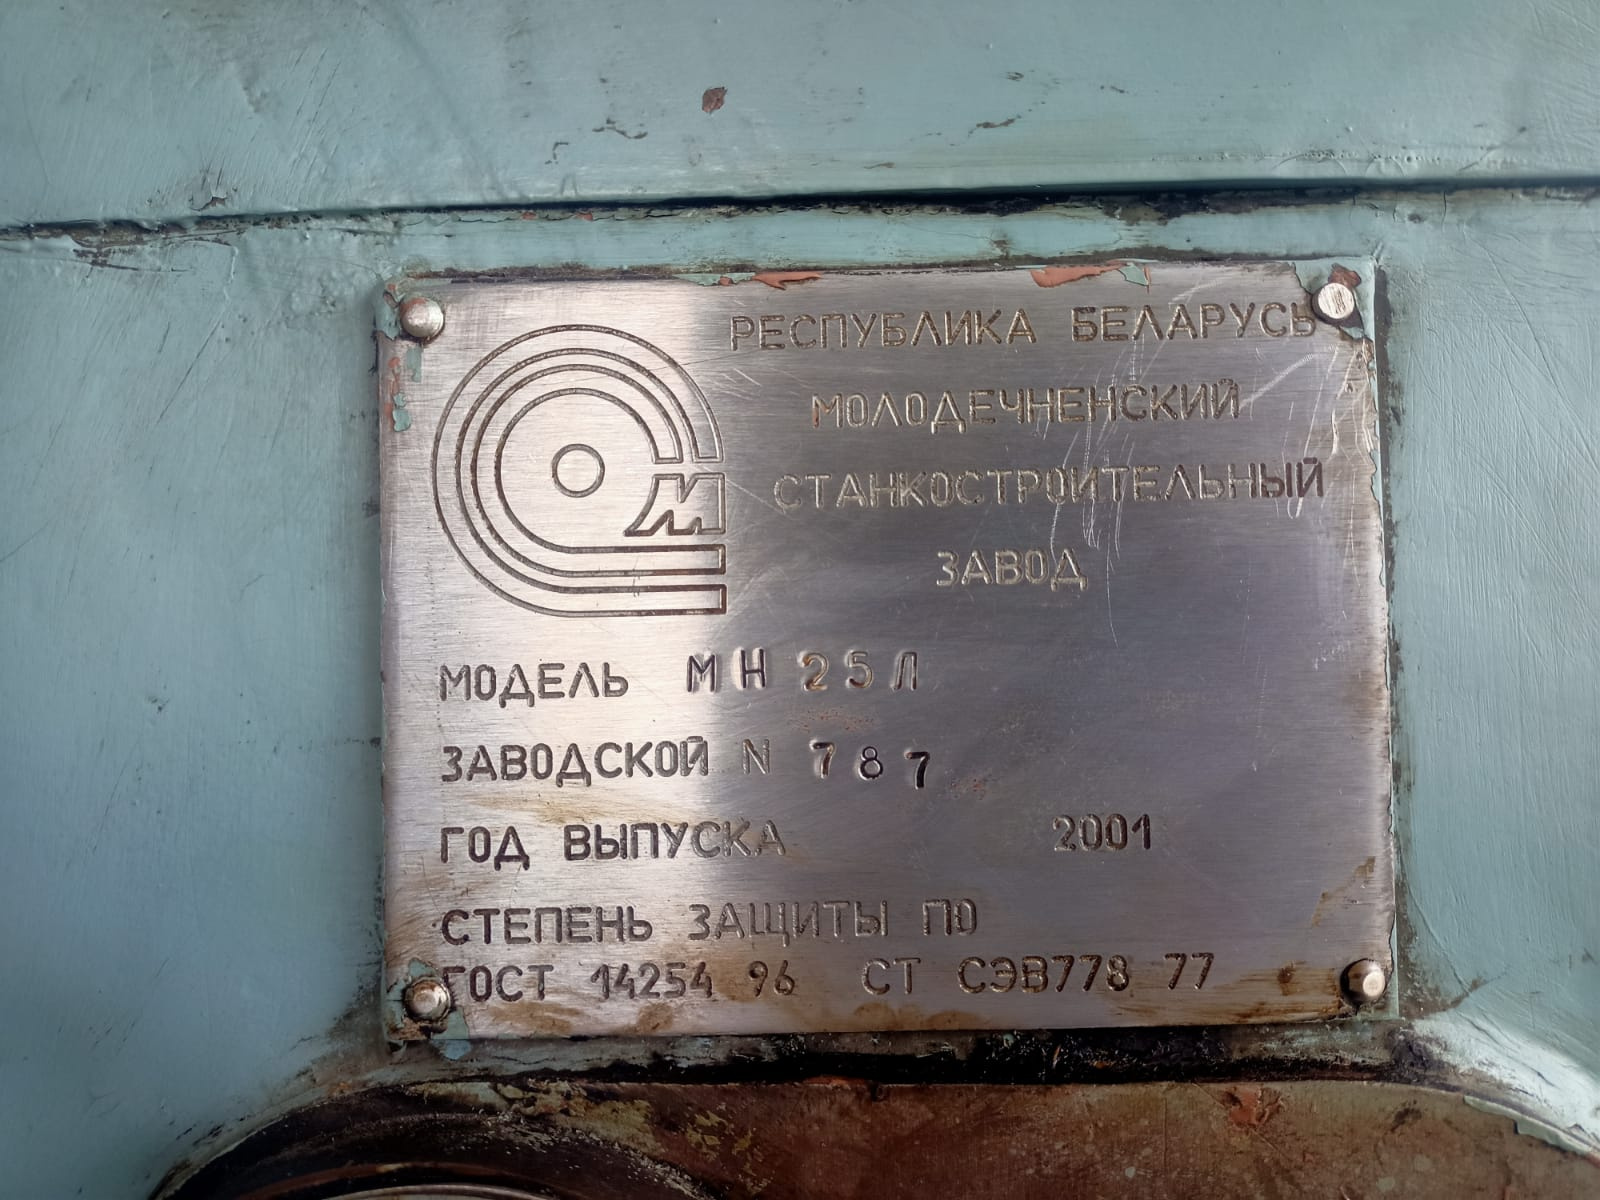 РЕСПУБЛИКА БЕЛАРУСЬ
МОЛОДЕЧНЕНСКИЙ
СТАНКОСТРОИТЕЛЬНЫЙ
ЗАВОД
М
МОДЕЛЬ МН 25Л
ЗАВОДСКОЙ N 787
ГОД ВЫПУСКА 2001
СТЕПЕНЬ ЗАЩИТЫ ПО
ГОСТ 14254 96 СТ СЭВ778 77